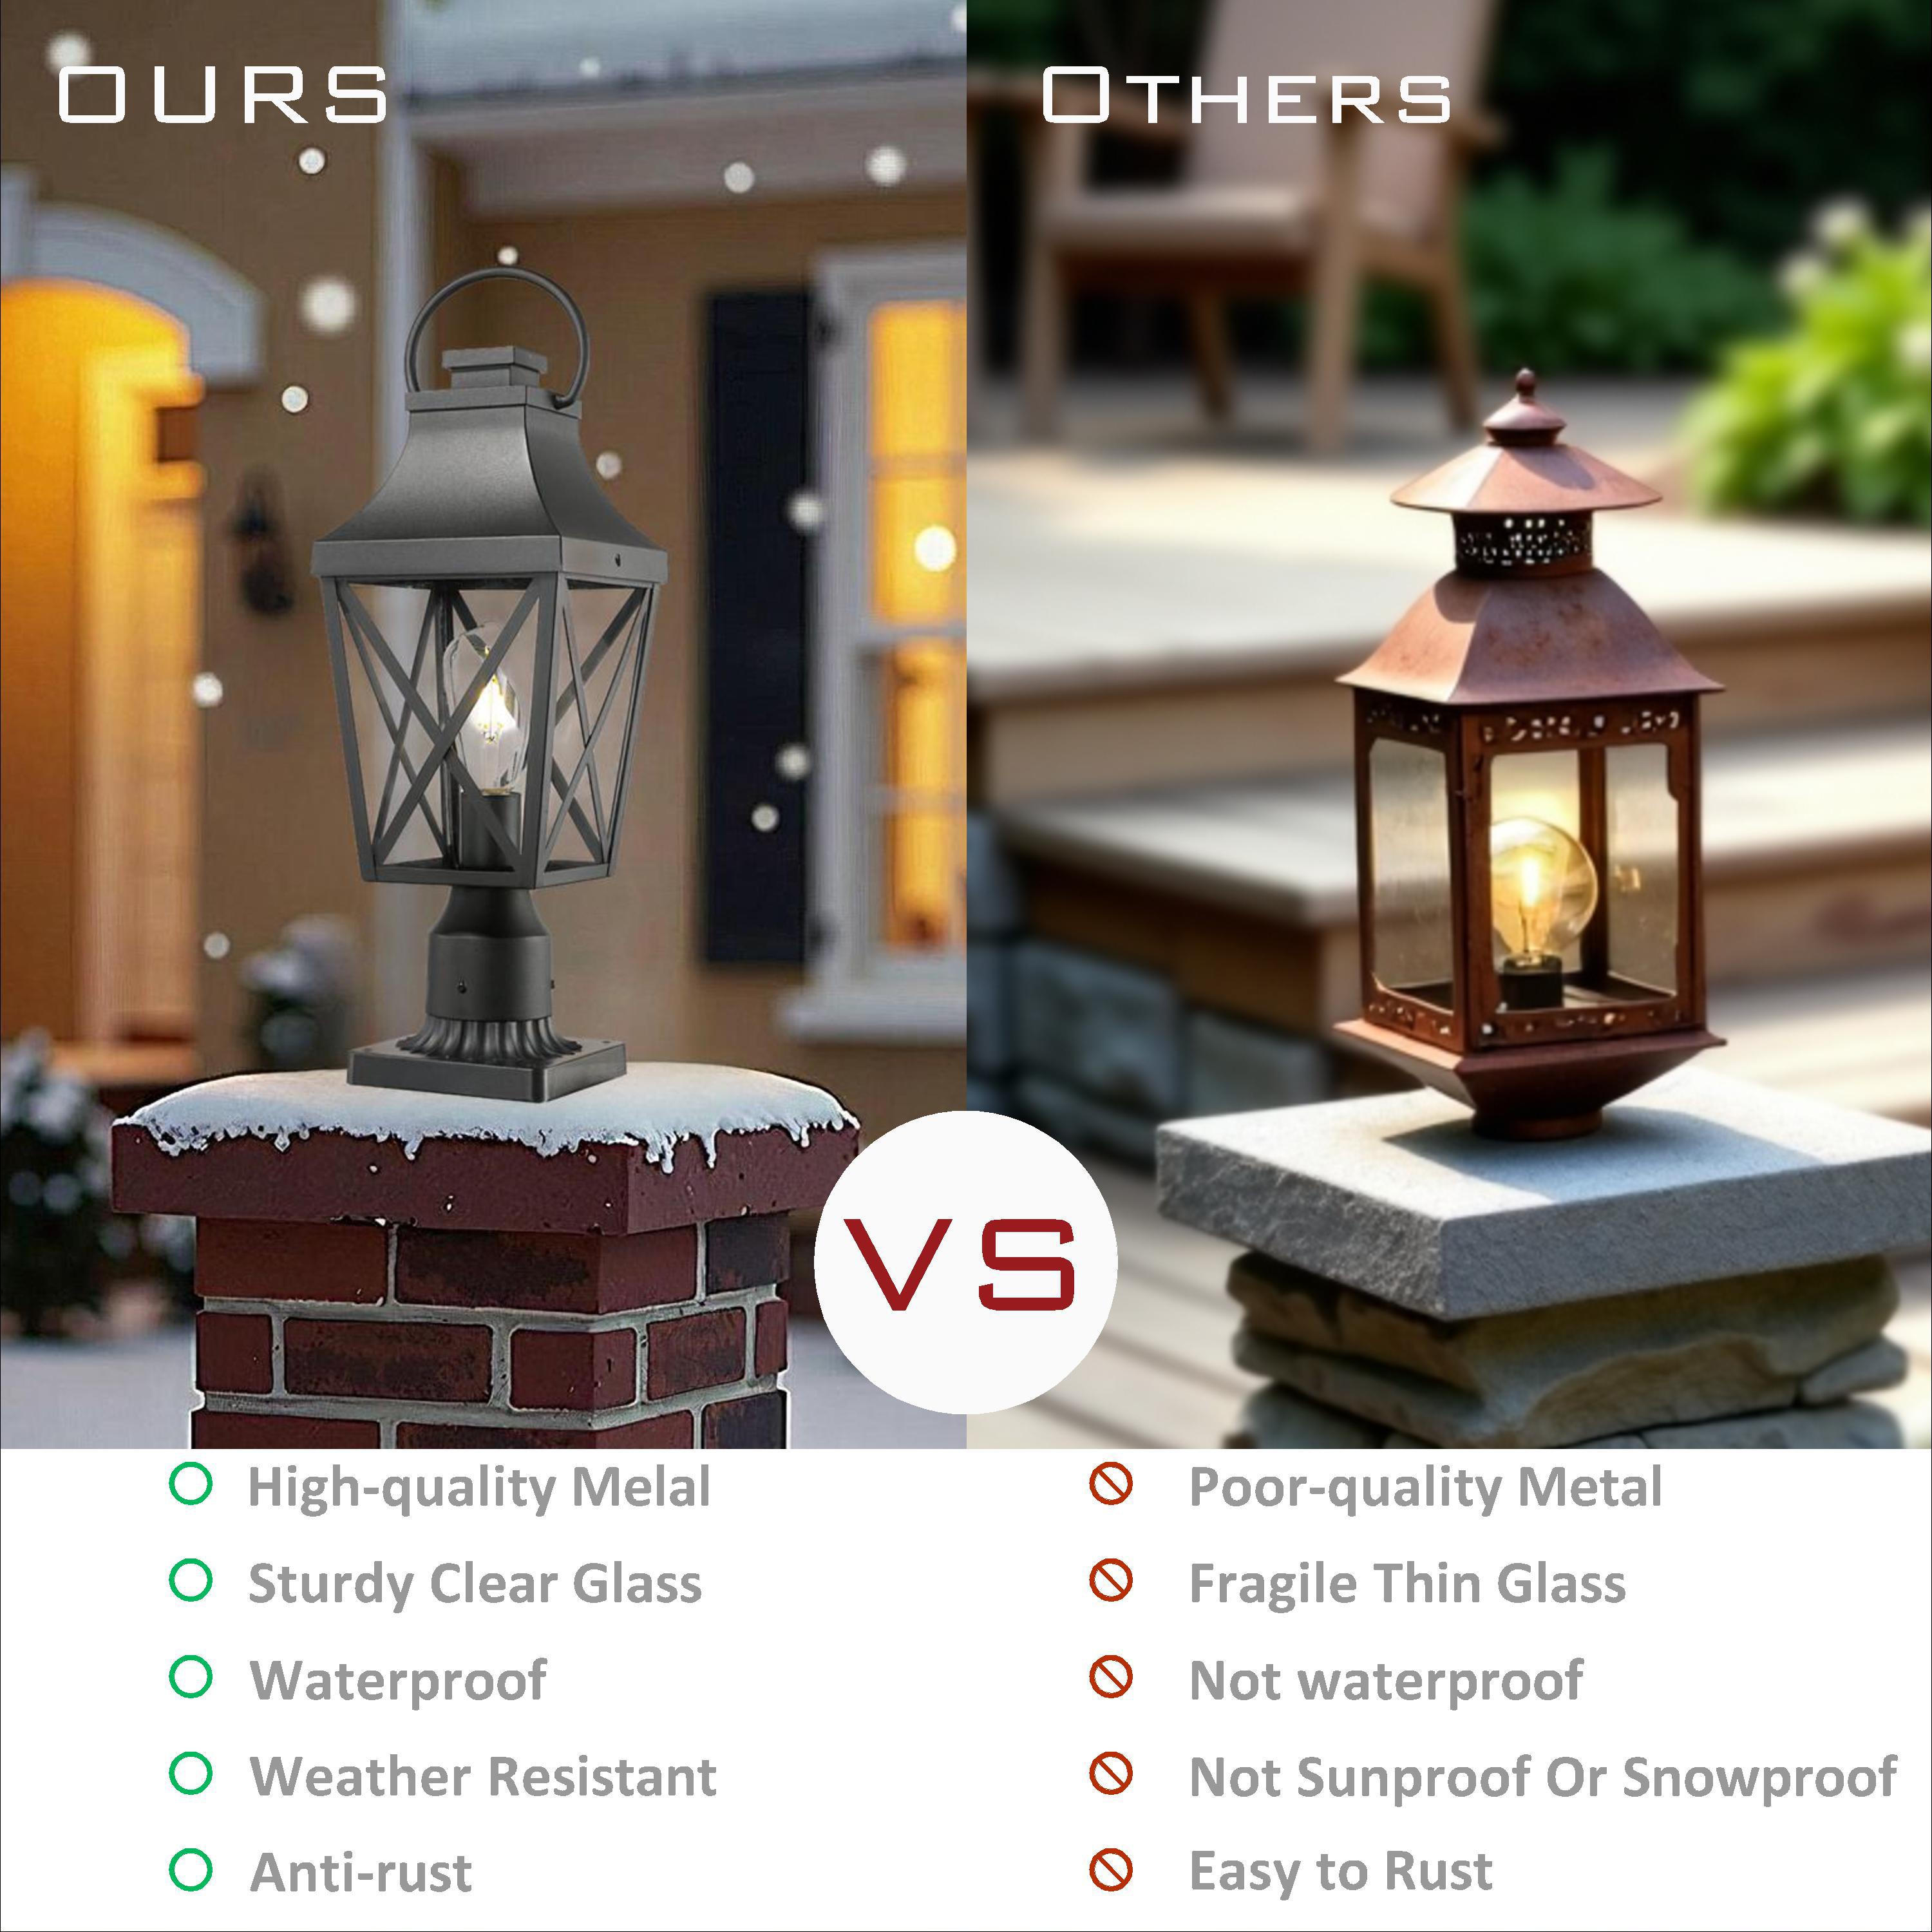 OURS
OTHERS
VS
High-quality Melal
Sturdy Clear Glass
Waterproof
Weather Resistant
Anti-rust
Poor-quality Metal
Fragile Thin Glass
Not waterproof
Not Sunproof Or Snowproof
Easy to Rust